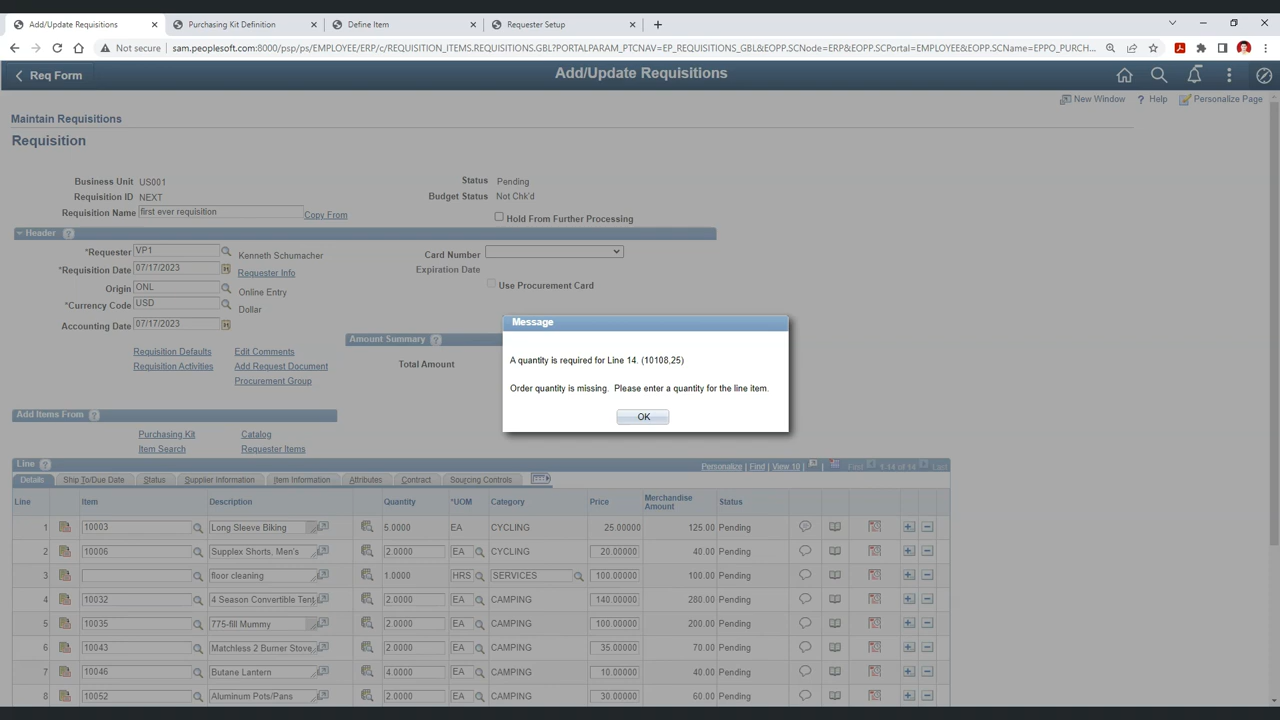 Add/Update Requisitions
Purchasing Kit Definition
Define Item
Requester Setup
Not secure
sam.peoplesoft.com:8000/psp/ps/EMPLOYEE/ERP/c/REQUISITION_ITEMS.REQUISITIONS.GBL?PORTALPARAM_PTCNAV=EP_REQUISITIONS_GBL&EOPP.SCNode=ERP&EOPP.SCPortal=EMPLOYEE&EOPP.SCName=EPPO_PURCH...
Req Form
Add/Update Requisitions
New Window
Help
Personalize Page
Maintain Requisitions
Requisition
Business Unit US001
Status Pending
Requisition ID NEXT
Budget Status Not Chk'd
Requisition Name first ever requisition Copy From
Hold From Further Processing
Header
*Requester VP1 Kenneth Schumacher
Card Number
*Requisition Date 07/17/2023 Requester Info
Expiration Date
Origin ONL Online Entry
Use Procurement Card
*Currency Code USD Dollar
Accounting Date 07/17/2023
Message
A quantity is required for Line 14. (10108,25)
Order quantity is missing. Please enter a quantity for the line item.
OK
Amount Summary
Total Amount
Requisition Defaults
Edit Comments
Requisition Activities
Add Request Document
Procurement Group
Add Items From
Purchasing Kit
Catalog
Item Search
Requester Items
Line
Personalize | Find | View 10 | First 1-14 of 14 Last
Details
Ship To/Due Date
Status
Supplier Information
Item Information
Attributes
Contract
Sourcing Controls
Line Item Description Quantity *UOM Category Price Merchandise Amount Status
1 10003 Long Sleeve Biking 5.0000 EA CYCLING 25.00000 125.00 Pending
2 10006 Supplex Shorts, Men's 2.0000 EA CYCLING 20.00000 40.00 Pending
3 floor cleaning 1.0000 HRS SERVICES 100.00000 100.00 Pending
4 10032 4 Season Convertible Tent 2.0000 EA CAMPING 140.00000 280.00 Pending
5 10035 775-fill Mummy 2.0000 EA CAMPING 100.00000 200.00 Pending
6 10043 Matchless 2 Burner Stove, 2.0000 EA CAMPING 35.00000 70.00 Pending
7 10046 Butane Lantern 4.0000 EA CAMPING 10.00000 40.00 Pending
8 10052 Aluminum Pots/Pans 2.0000 EA CAMPING 30.00000 60.00 Pending